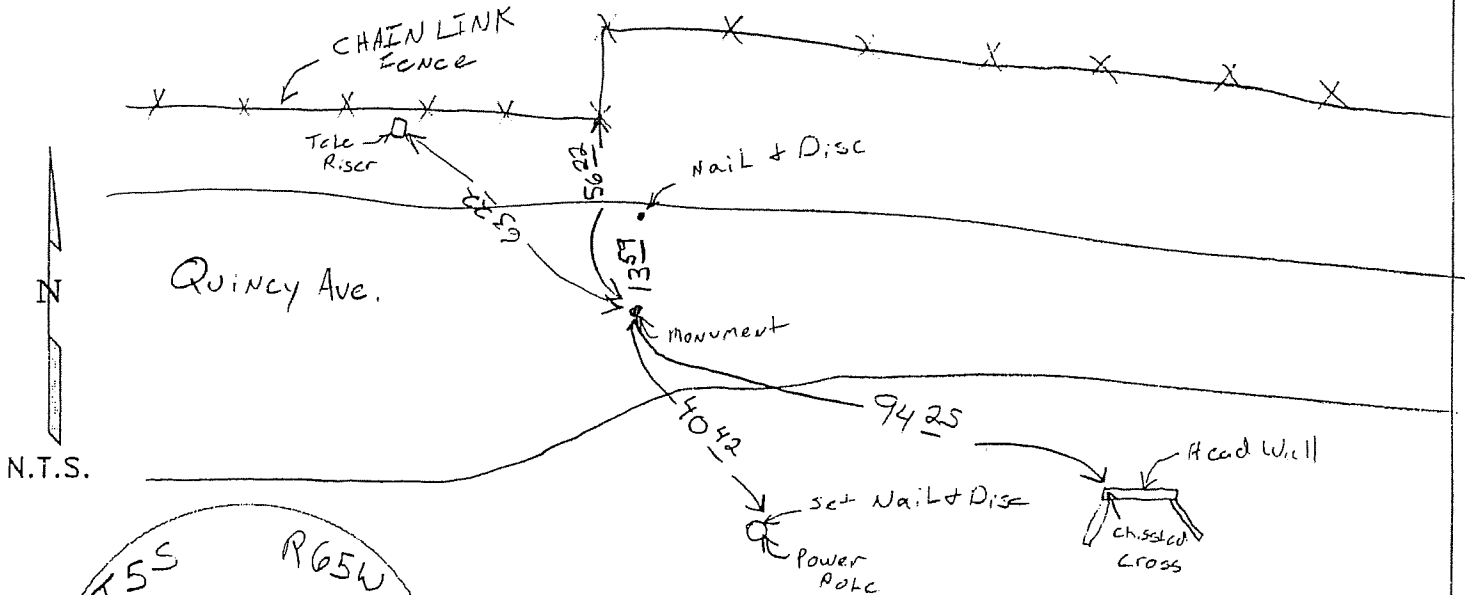 CHAIN LINK
FENCE
Tele
Riser
Nail & Disc
56 22
13 59
Quincy Ave.
N
Monument
40 42
94 25
Head Wall
N.T.S.
Set Nail & Disc
Chissled
Cross
Power
Pole
T5S R65W